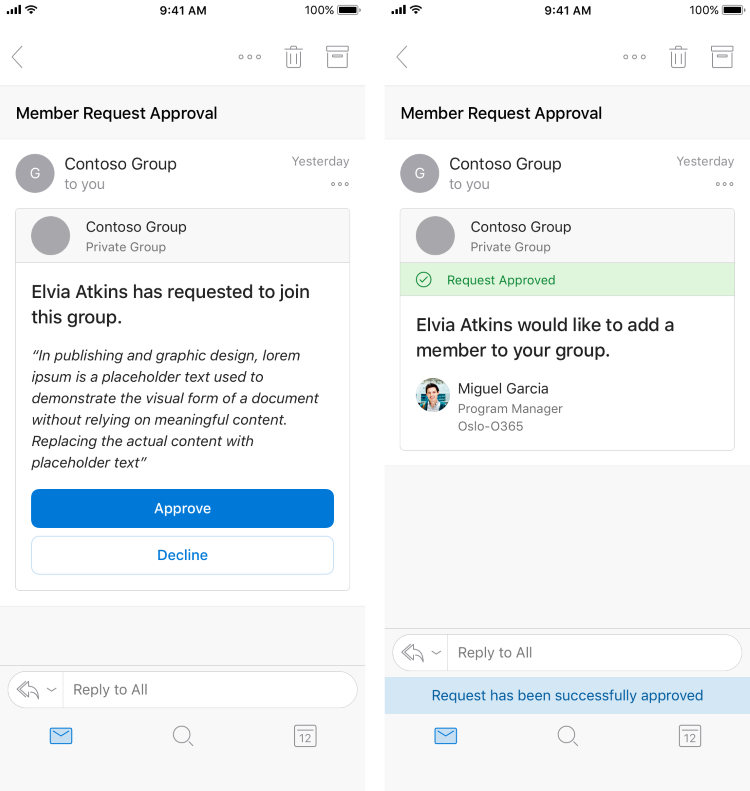 9:41 AM
100%
Member Request Approval
G
Contoso Group
Yesterday
to you
Contoso Group
Private Group
Elvia Atkins has requested to join
this group.
“In publishing and graphic design, lorem
ipsum is a placeholder text used to
demonstrate the visual form of a document
without relying on meaningful content.
Replacing the actual content with
placeholder text”
Approve
Decline
Reply to All
12
9:41 AM
100%
Member Request Approval
G
Contoso Group
Yesterday
to you
Contoso Group
Private Group
Request Approved
Elvia Atkins would like to add a
member to your group.
Miguel Garcia
Program Manager
Oslo-O365
Reply to All
Request has been successfully approved
12